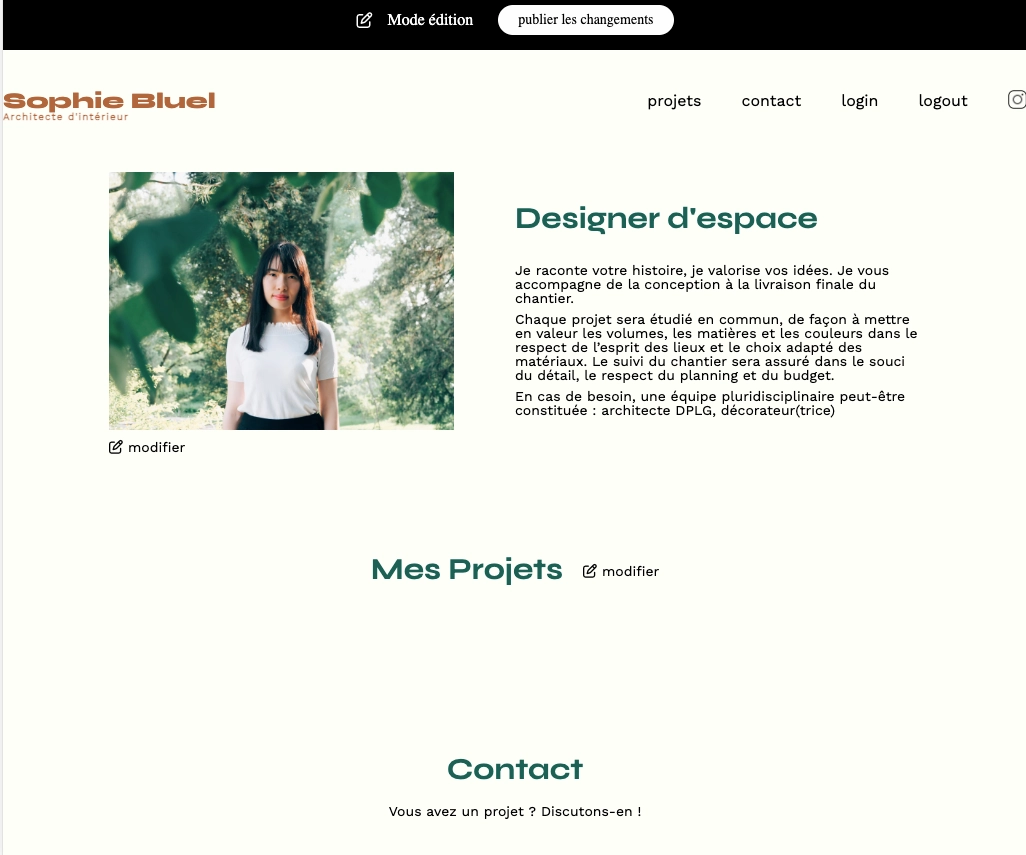 Mode édition
publier les changements
Sophie Bluel
Architecte d'intérieur
projets
contact
login
logout
Designer d'espace
Je raconte votre histoire, je valorise vos idées. Je vous
accompagne de la conception à la livraison finale du
chantier.
Chaque projet sera étudié en commun, de façon à mettre
en valeur les volumes, les matières et les couleurs dans le
respect de l’esprit des lieux et le choix adapté des
matériaux. Le suivi du chantier sera assuré dans le souci
du détail, le respect du planning et du budget.
En cas de besoin, une équipe pluridisciplinaire peut-être
constituée : architecte DPLG, décorateur(trice)
modifier
Mes Projets
modifier
Contact
Vous avez un projet ? Discutons-en !